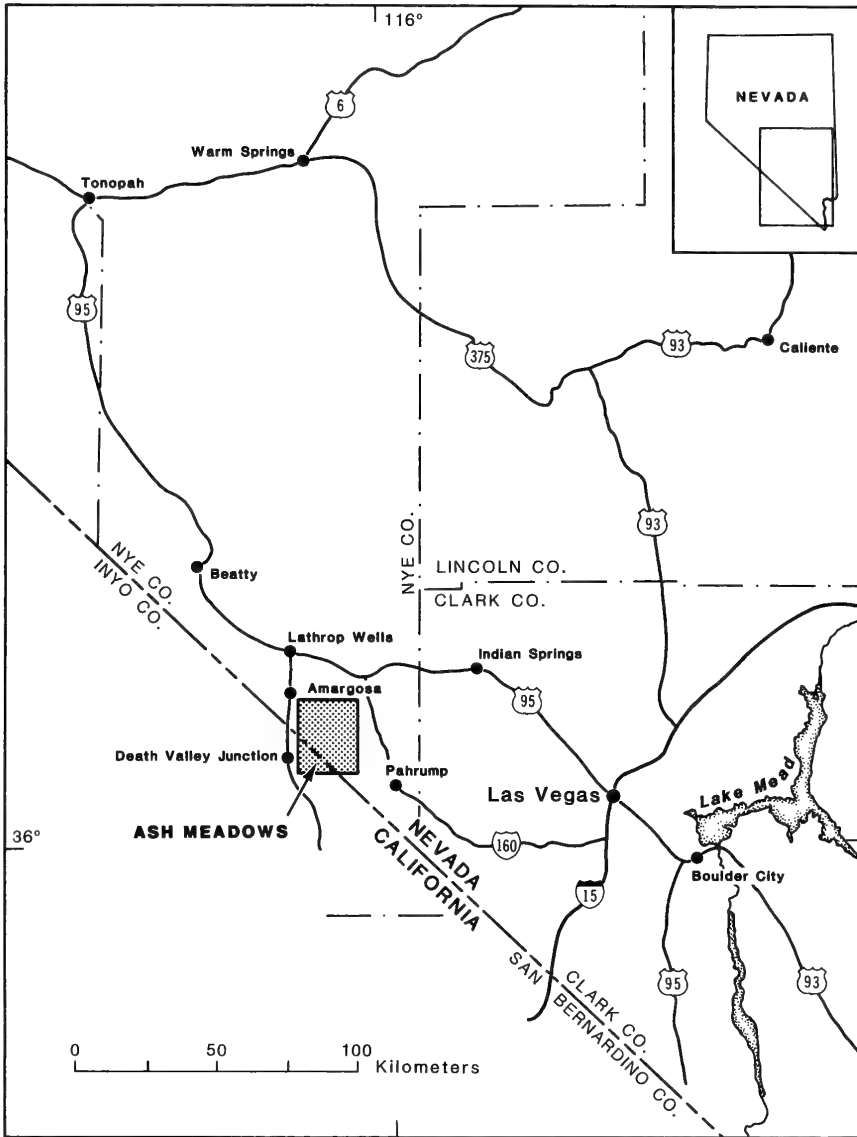 116°
NEVADA
6
Warm Springs
Tonopah
95
375
93
Caliente
93
NYE CO.
INYO CO.
NYE CO.
LINCOLN CO.
CLARK CO.
Beatty
Lathrop Wells
Indian Springs
Amargosa
95
Death Valley Junction
Pahrump
Las Vegas
Lake Mead
ASH MEADOWS
36°
NEVADA
CALIFORNIA
160
15
Boulder City
95
93
CLARK CO.
SAN BERNARDINO CO.
0 50 100
Kilometers